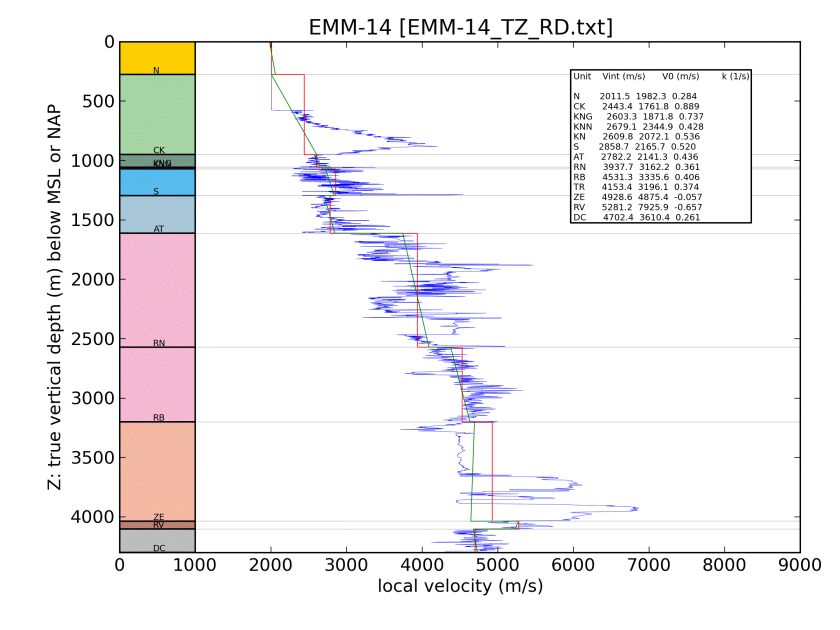 EMM-14 [EMM-14_TZ_RD.txt]
Z: true vertical depth (m) below MSL or NAP
0
500
1000
1500
2000
2500
3000
3500
4000
N
CK
KNG
KNN
S
AT
RN
RB
ZE
RV
DC
Unit Vint (m/s) V0 (m/s) k (1/s)
N 2011.5 1982.3 0.284
CK 2443.4 1761.8 0.889
KNG 2603.3 1871.8 0.737
KNN 2679.1 2344.9 0.428
KN 2609.8 2072.1 0.536
S 2858.7 2165.7 0.520
AT 2782.2 2141.3 0.436
RN 3937.7 3162.2 0.361
RB 4531.3 3335.6 0.406
TR 4153.4 3196.1 0.374
ZE 4928.6 4875.4 -0.057
RV 5281.2 7925.9 -0.657
DC 4702.4 3610.4 0.261
0 1000 2000 3000 4000 5000 6000 7000 8000 9000
local velocity (m/s)